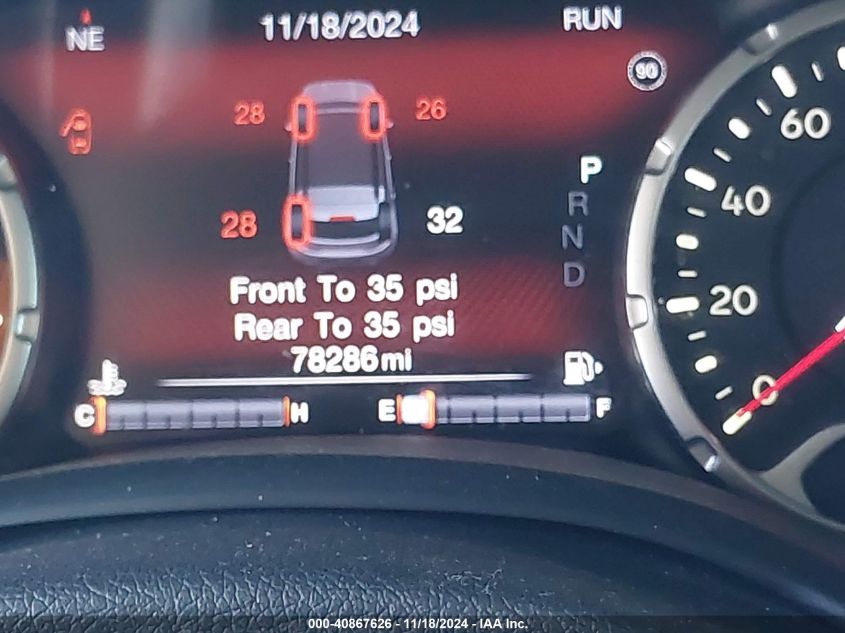 NE 11/18/2024 RUN
90
28 26
60
P
40
R
28 32
N
D
Front To 35 psi
20
Rear To 35 psi
78286mi
0
C H E F
000-40867626 - 11/18/2024 - IAA Inc.